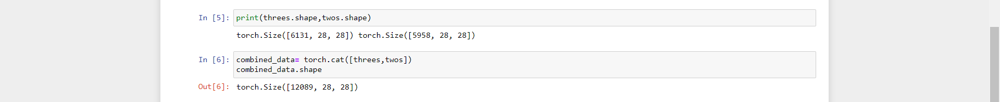 In [5]: print(threes.shape,twos.shape)
torch.Size([6131, 28, 28]) torch.Size([5958, 28, 28])
In [6]: combined_data= torch.cat([threes,twos])
combined_data.shape
Out[6]: torch.Size([12089, 28, 28])